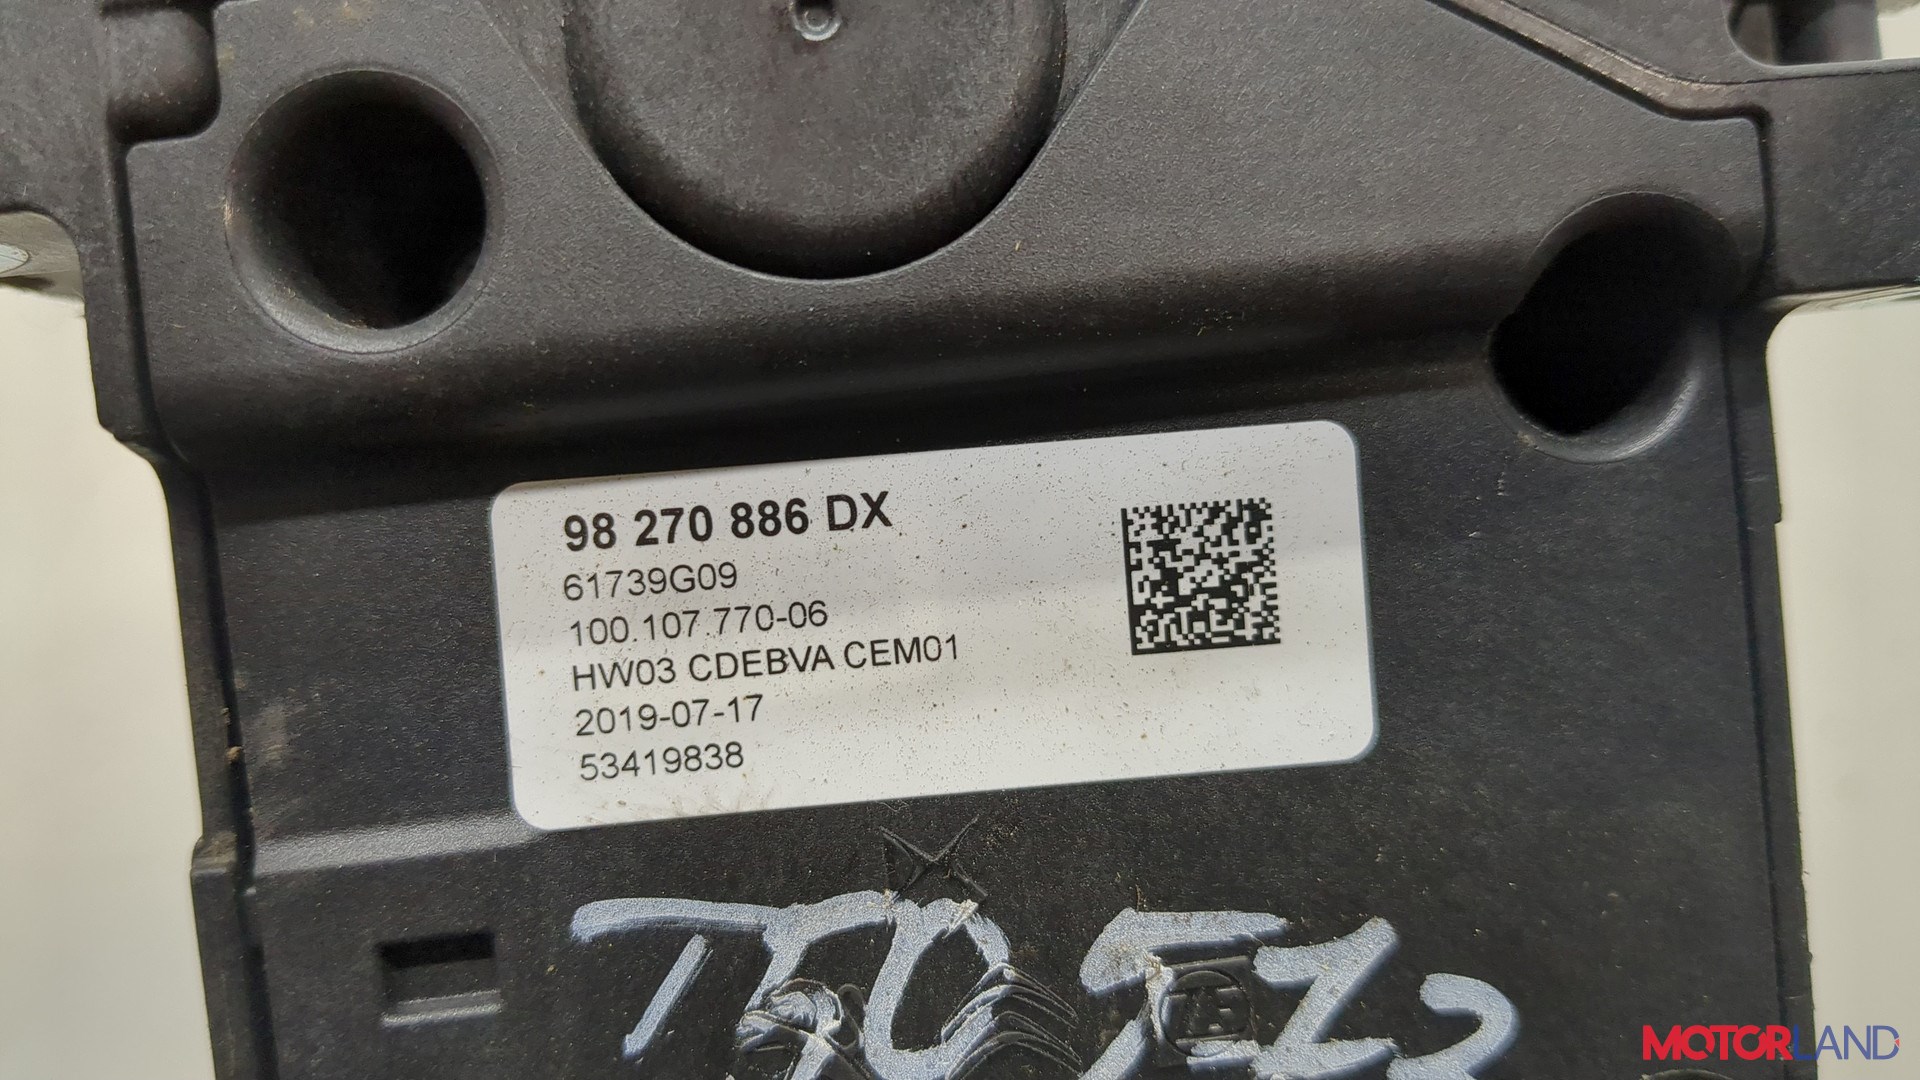 98 270 886 DX
61739G09
100.107.770-06
HW03 CDEBVA CEM01
2019-07-17
53419838
MOTORLAND